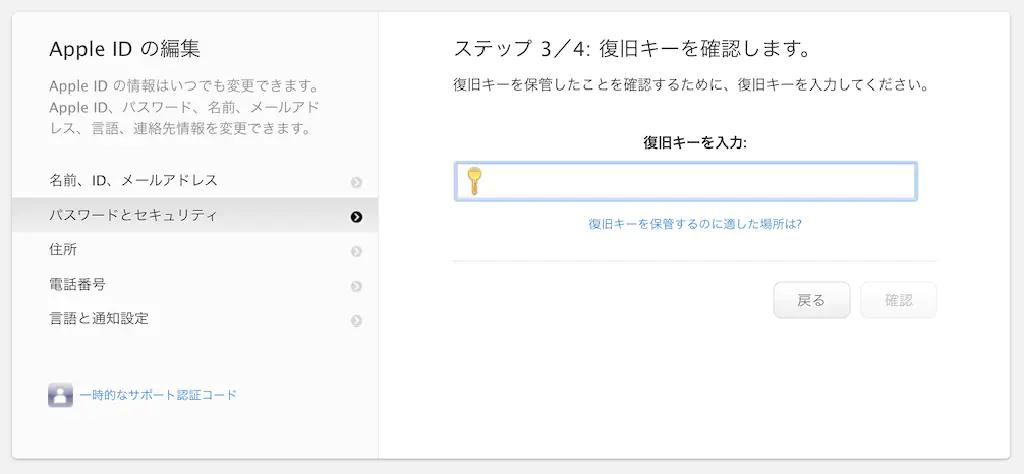 Apple ID の編集
Apple ID の情報はいつでも変更できます。
Apple ID、パスワード、名前、メールアド
レス、言語、連絡先情報を変更できます。
名前、ID、メールアドレス
パスワードとセキュリティ
住所
電話番号
言語と通知設定
一時的なサポート認証コード
ステップ 3／4: 復旧キーを確認します。
復旧キーを保管したことを確認するために、復旧キーを入力してください。
復旧キーを入力:
復旧キーを保管するのに適した場所は?
戻る
確認